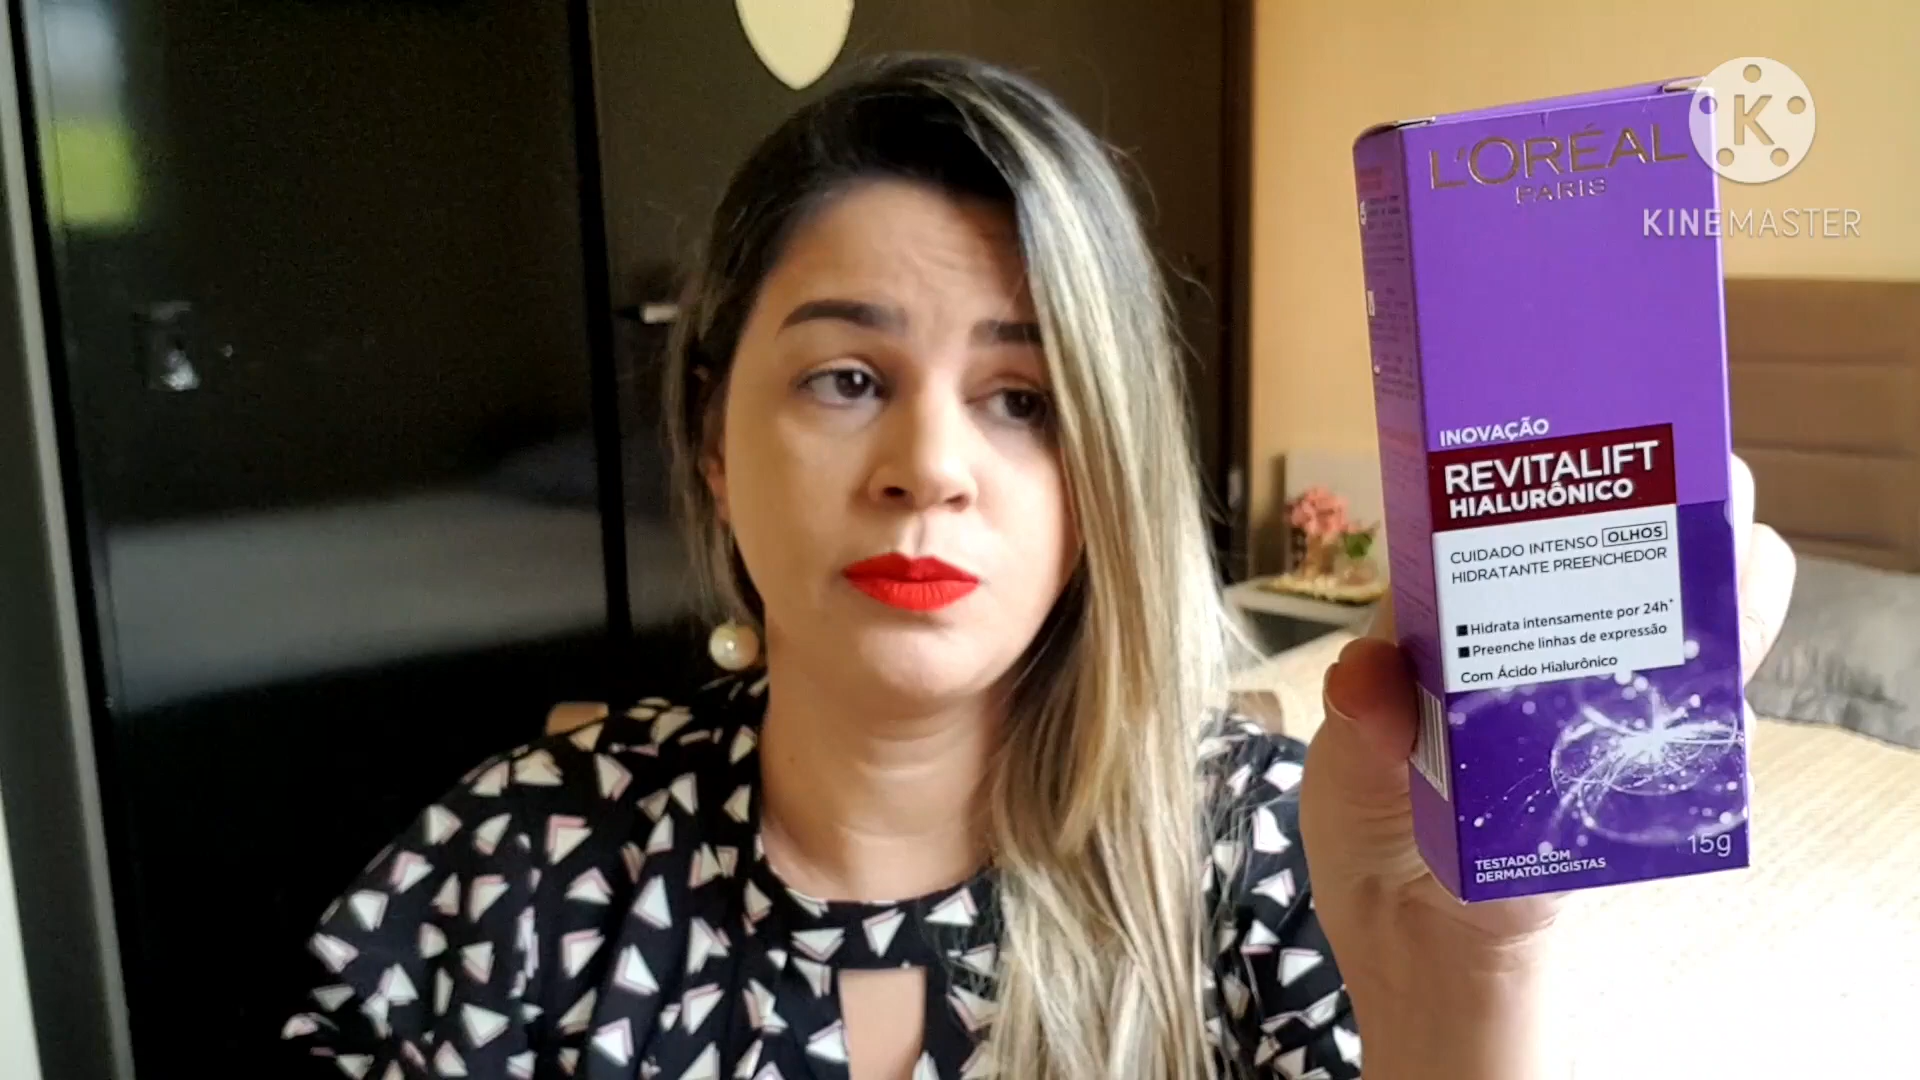 L'ORÉAL
PARIS
K
KINEMASTER
INOVAÇÃO
REVITALIFT
HIALURÔNICO
CUIDADO INTENSO OLHOS
HIDRATANTE PREENCHEDOR
Hidrata intensamente por 24h*
Preenche linhas de expressão
Com Ácido Hialurônico
15g
TESTADO COM
DERMATOLOGISTAS